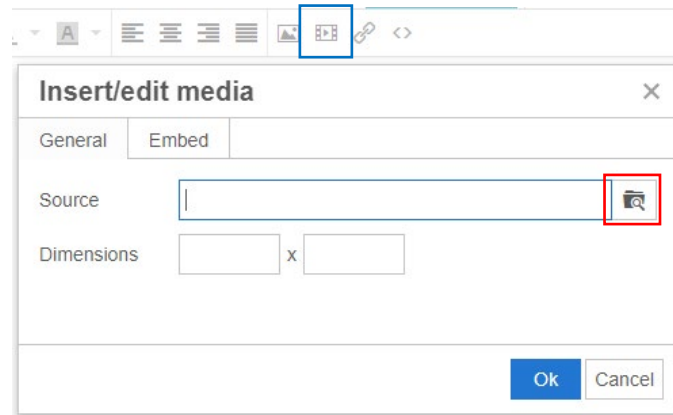 A
Insert/edit media
General Embed
Source
Dimensions x
Ok Cancel